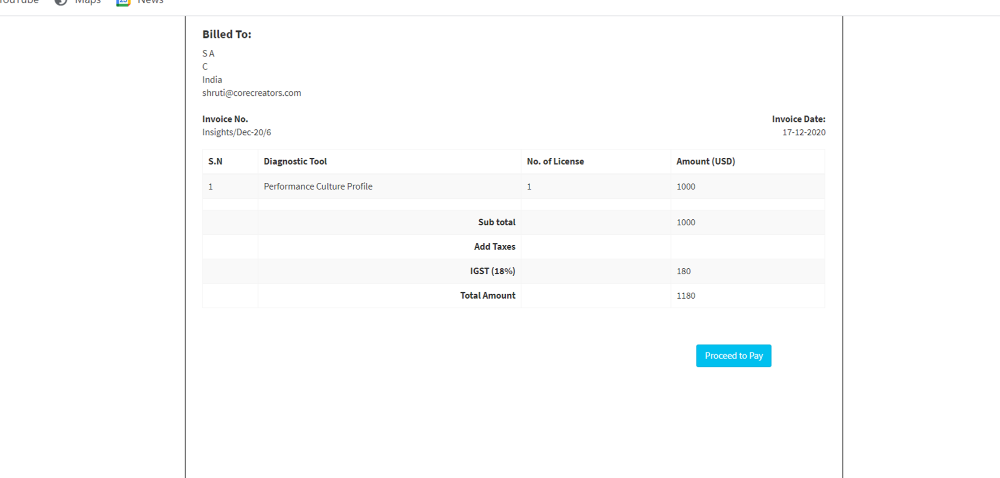 YouTube Maps 25 News
Billed To:
S A
C
India
shruti@corecreators.com
Invoice No. Invoice Date:
Insights/Dec-20/6 17-12-2020
S.N Diagnostic Tool No. of License Amount (USD)
1 Performance Culture Profile 1 1000
Sub total 1000
Add Taxes
IGST (18%) 180
Total Amount 1180
Proceed to Pay